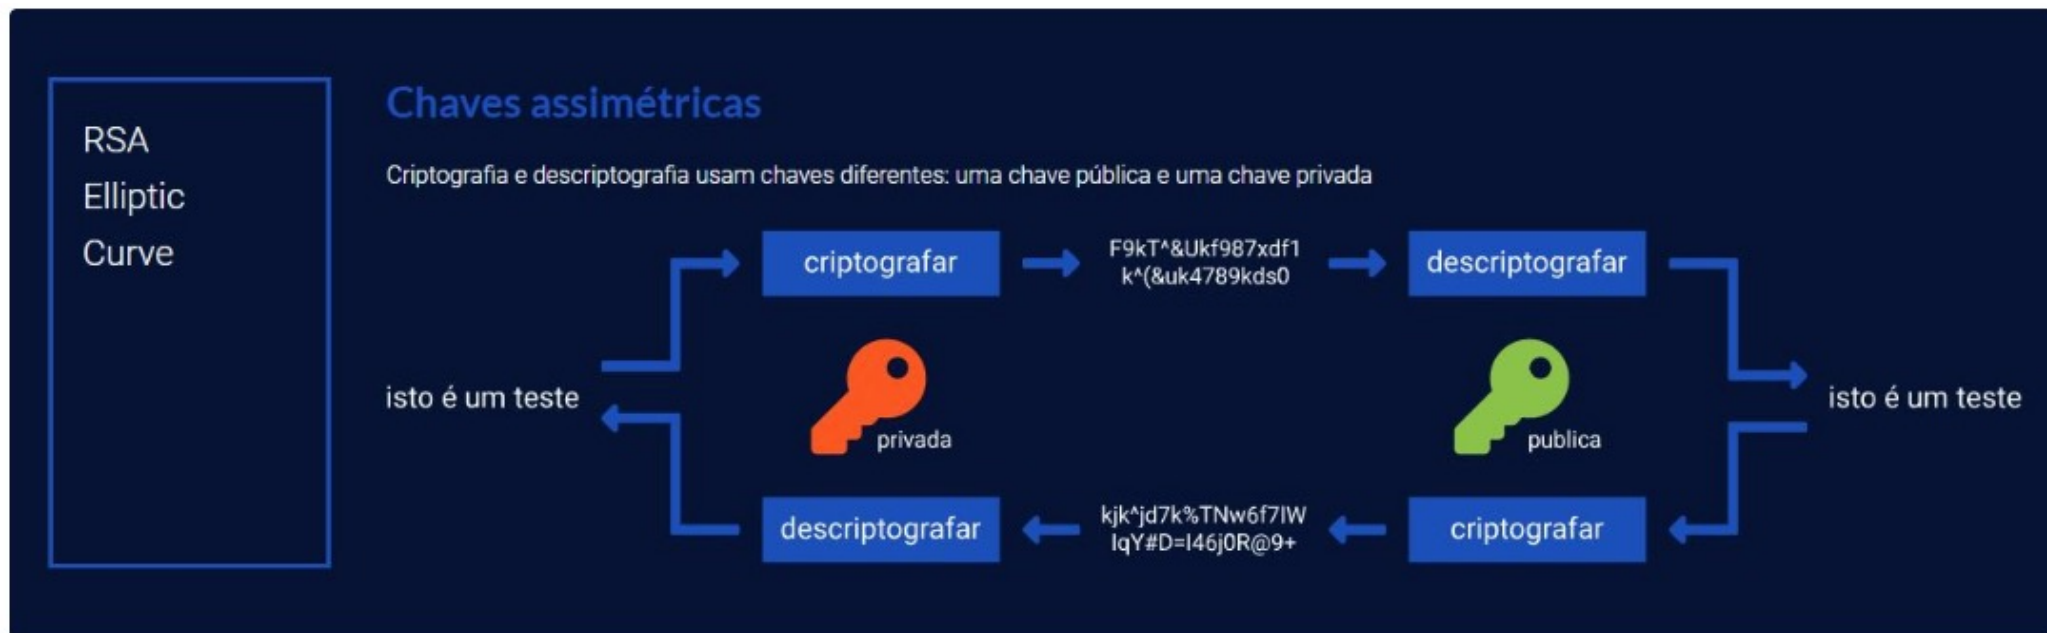 RSA
Elliptic
Curve
Chaves assimétricas
Criptografia e descriptografia usam chaves diferentes: uma chave pública e uma chave privada
isto é um teste
criptografar
F9kT^&Ukf987xdf1
k^(&uk4789kds0
descriptografar
privada
publica
isto é um teste
descriptografar
kjk^jd7k%TNw6f7IW
IqY#D=I46j0R@9+
criptografar